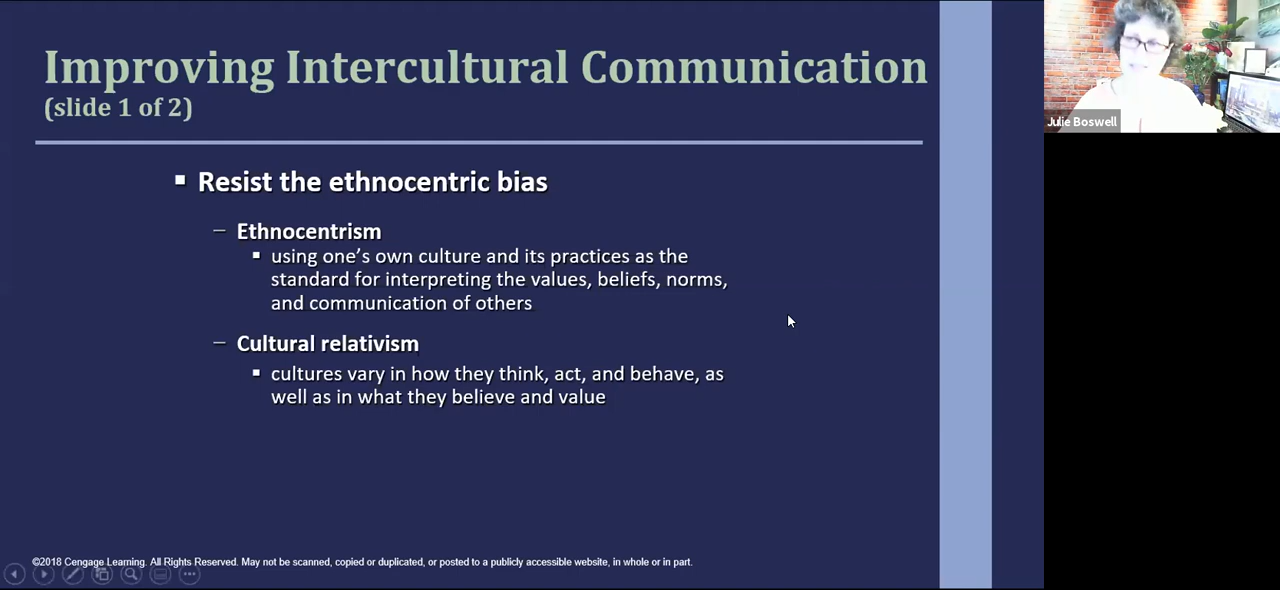 Improving Intercultural Communication
(slide 1 of 2)
Resist the ethnocentric bias
– Ethnocentrism
using one’s own culture and its practices as the
standard for interpreting the values, beliefs, norms,
and communication of others
– Cultural relativism
cultures vary in how they think, act, and behave, as
well as in what they believe and value
©2018 Cengage Learning. All Rights Reserved. May not be scanned, copied or duplicated, or posted to a publicly accessible website, in whole or in part.
Julie Boswell